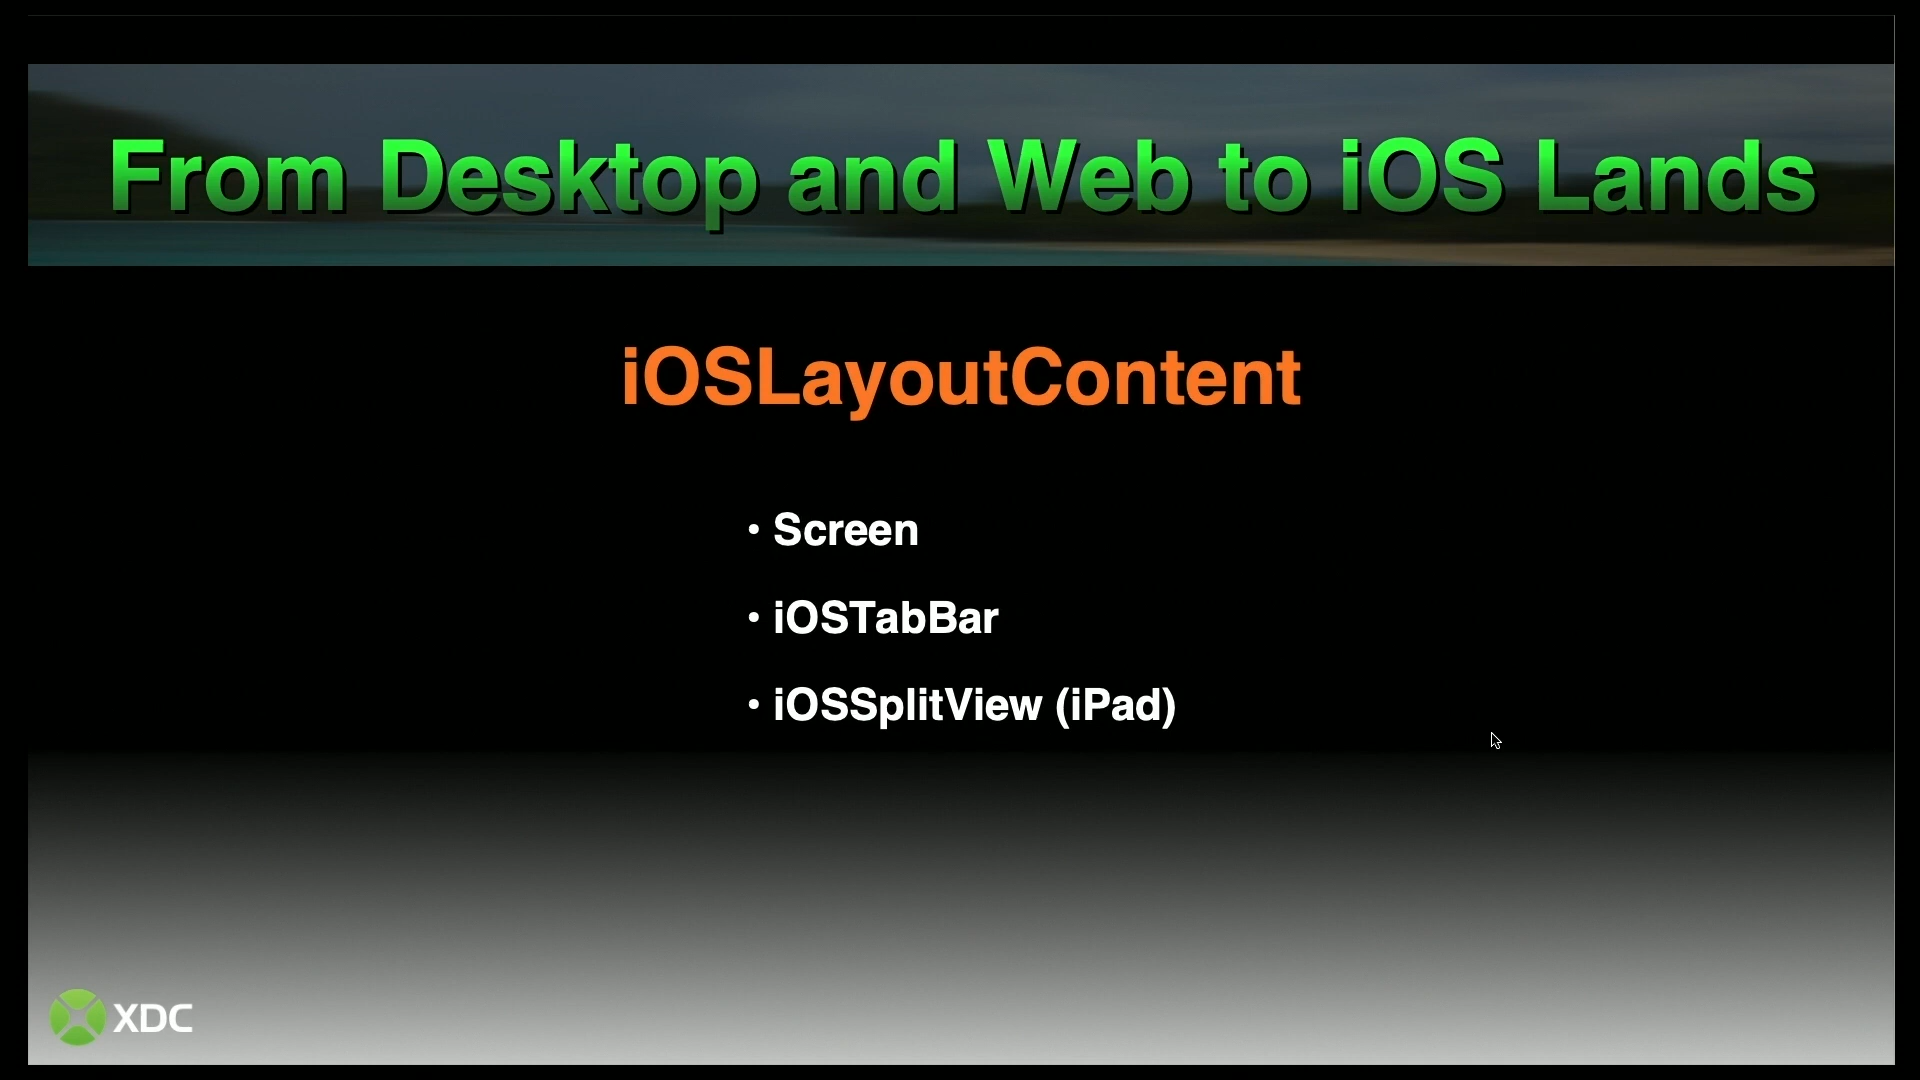 From Desktop and Web to iOS Lands
iOSLayoutContent
• Screen
• iOSTabBar
• iOSSplitView (iPad)
XDC